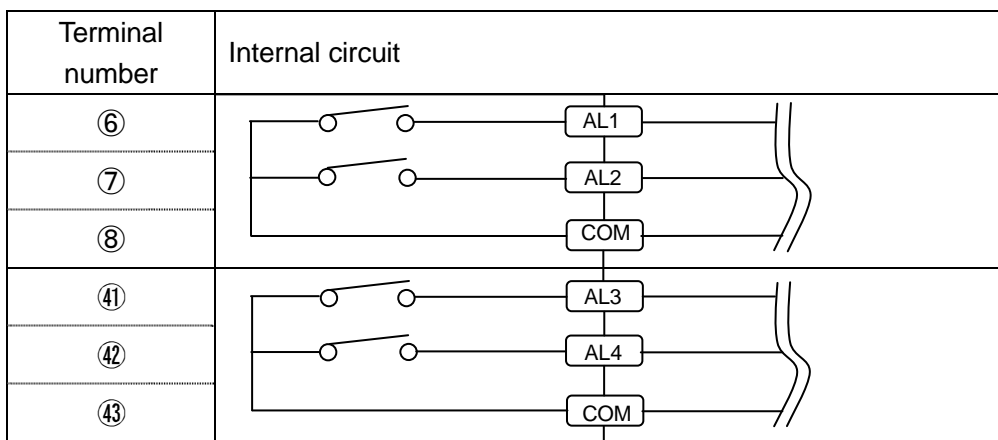 Terminal
number
Internal circuit
⑥ AL1
⑦ AL2
⑧ COM
㊶ AL3
㊷ AL4
㊸ COM